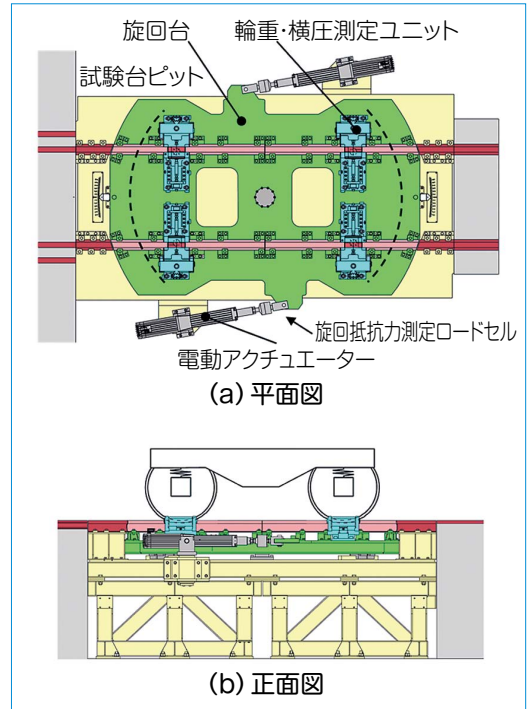 旋回台
輪重・横圧測定ユニット
試験台ピット
旋回抵抗力測定ロードセル
電動アクチュエーター
(a) 平面図
(b) 正面図